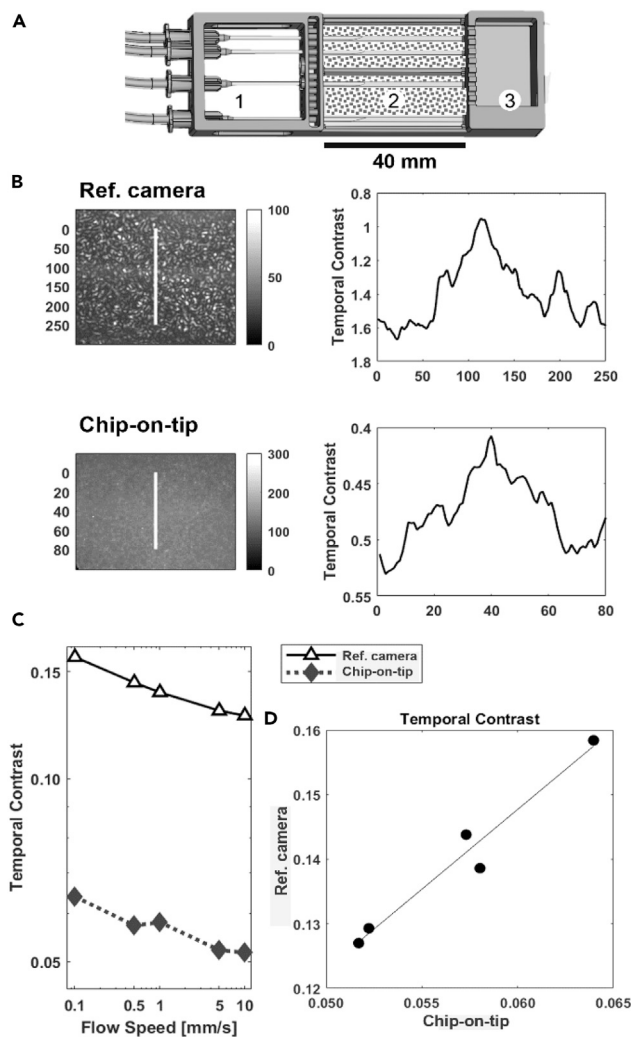 A
1
2
3
40 mm
B
Ref. camera
0
50
100
150
200
250
100
50
0
Temporal Contrast
0.8
1
1.2
1.4
1.6
1.8
0 50 100 150 200 250
Chip-on-tip
0
20
40
60
80
300
200
100
0
Temporal Contrast
0.4
0.45
0.5
0.55
0 20 40 60 80
C
Temporal Contrast
0.15
0.10
0.05
0.1 0.5 1 5 10
Flow Speed [mm/s]
Ref. camera
Chip-on-tip
D
Temporal Contrast
Ref. camera
0.16
0.15
0.14
0.13
0.12
0.050 0.055 0.060 0.065
Chip-on-tip